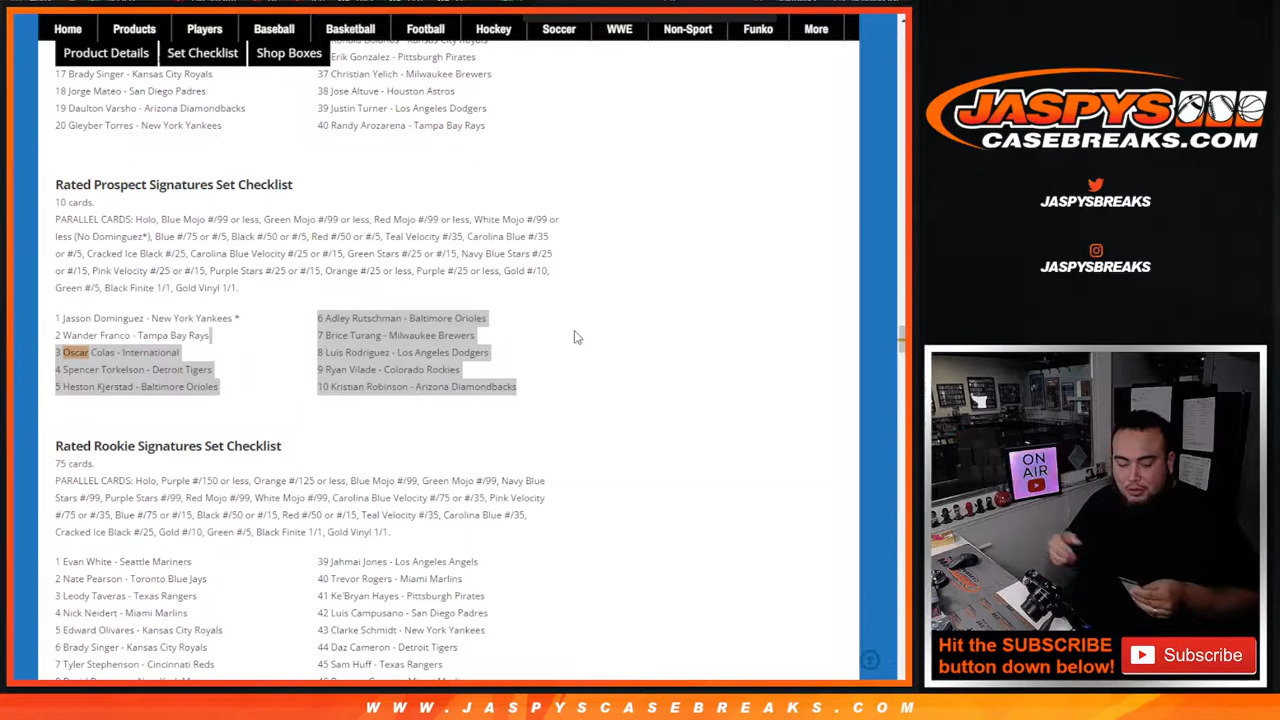 Home Products Players Baseball Basketball Football Hockey Soccer WWE Non-Sport Funko More
Product Details Set Checklist Shop Boxes
Erik Gonzalez - Pittsburgh Pirates
17 Brady Singer - Kansas City Royals
37 Christian Yelich - Milwaukee Brewers
18 Jorge Mateo - San Diego Padres
38 Jose Altuve - Houston Astros
19 Daulton Varsho - Arizona Diamondbacks
39 Justin Turner - Los Angeles Dodgers
20 Gleyber Torres - New York Yankees
40 Randy Arozarena - Tampa Bay Rays
Rated Prospect Signatures Set Checklist
10 cards.
PARALLEL CARDS: Holo, Blue Mojo #/99 or less, Green Mojo #/99 or less, Red Mojo #/99 or less, White Mojo #/99 or
less (No Dominguez*), Blue #/75 or #/5, Black #/50 or #/5, Red #/50 or #/5, Teal Velocity #/35, Carolina Blue #/35
or #/5, Cracked Ice Black #/25, Carolina Blue Velocity #/25 or #/15, Green Stars #/25 or #/15, Navy Blue Stars #/25
or #/15, Pink Velocity #/25 or #/15, Purple Stars #/25 or #/15, Orange #/25 or less, Purple #/25 or less, Gold #/10,
Green #/5, Black Finite 1/1, Gold Vinyl 1/1.
1 Jasson Dominguez - New York Yankees *
2 Wander Franco - Tampa Bay Rays
3 Oscar Colas - International
4 Spencer Torkelson - Detroit Tigers
5 Heston Kjerstad - Baltimore Orioles
6 Adley Rutschman - Baltimore Orioles
7 Brice Turang - Milwaukee Brewers
8 Luis Rodriguez - Los Angeles Dodgers
9 Ryan Vilade - Colorado Rockies
10 Kristian Robinson - Arizona Diamondbacks
Rated Rookie Signatures Set Checklist
75 cards.
PARALLEL CARDS: Holo, Purple #/150 or less, Orange #/125 or less, Blue Mojo #/99, Green Mojo #/99, Navy Blue
Stars #/99, Purple Stars #/99, Red Mojo #/99, White Mojo #/99, Carolina Blue Velocity #/75 or #/35, Pink Velocity
#/75 or #/35, Blue #/75 or #/15, Black #/50 or #/15, Red #/50 or #/15, Teal Velocity #/35, Carolina Blue #/35,
Cracked Ice Black #/25, Gold #/10, Green #/5, Black Finite 1/1, Gold Vinyl 1/1.
1 Evan White - Seattle Mariners
2 Nate Pearson - Toronto Blue Jays
3 Leody Taveras - Texas Rangers
4 Nick Neidert - Miami Marlins
5 Edward Olivares - Kansas City Royals
6 Brady Singer - Kansas City Royals
7 Tyler Stephenson - Cincinnati Reds
39 Jahmai Jones - Los Angeles Angels
40 Trevor Rogers - Miami Marlins
41 Ke'Bryan Hayes - Pittsburgh Pirates
42 Luis Campusano - San Diego Padres
43 Clarke Schmidt - New York Yankees
44 Daz Cameron - Detroit Tigers
45 Sam Huff - Texas Rangers
JASPYS
CASEBREAKS.COM
JASPYSBREAKS
JASPYSBREAKS
ON
AIR
Hit the SUBSCRIBE
button down below!
Subscribe
WWW.JASPYSCASEBREAKS.COM